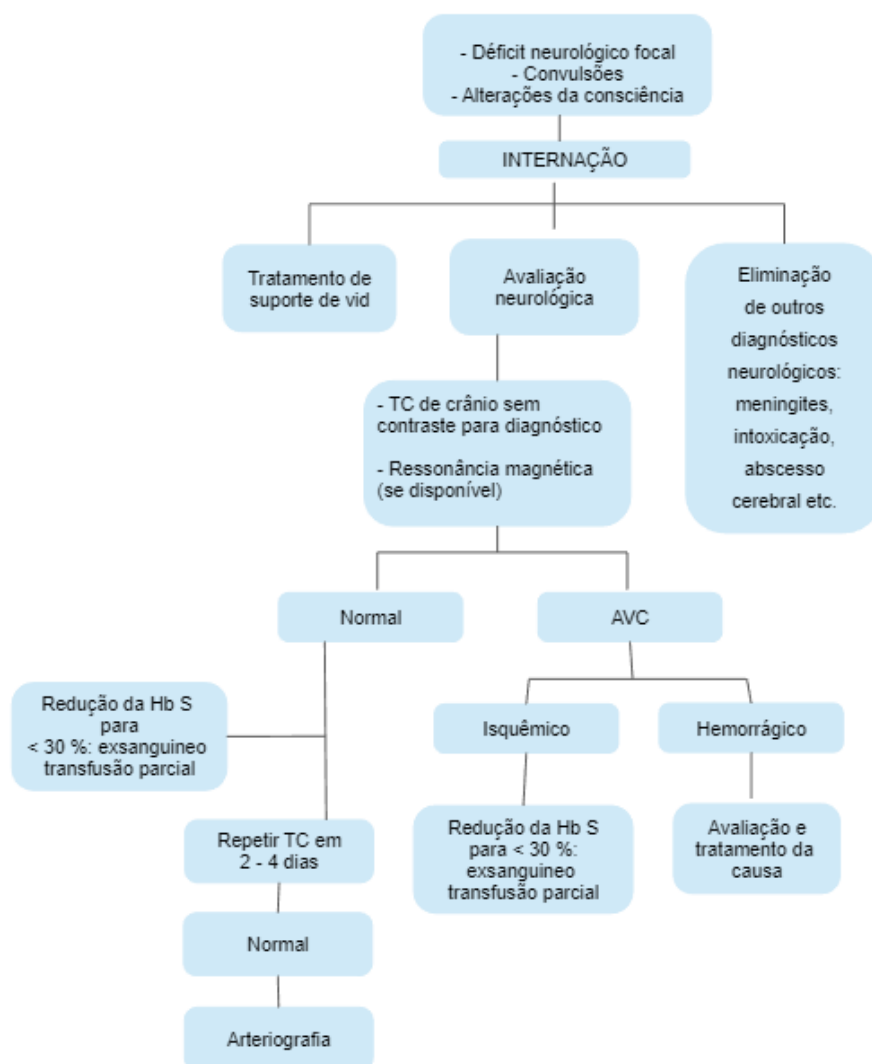 - Déficit neurológico focal
- Convulsões
- Alterações da consciência
INTERNAÇÃO
Tratamento de
suporte de vid
Avaliação
neurológica
Eliminação
de outros
diagnósticos
neurológicos:
meningites,
intoxicação,
abscesso
cerebral etc.
- TC de crânio sem
contraste para diagnóstico
- Ressonância magnética
(se disponível)
Normal
AVC
Redução da Hb S
para
< 30 %: exsanguineo
transfusão parcial
Isquêmico
Hemorrágico
Repetir TC em
2 - 4 dias
Redução da Hb S
para < 30 %:
exsanguineo
transfusão parcial
Avaliação e
tratamento da
causa
Normal
Arteriografia